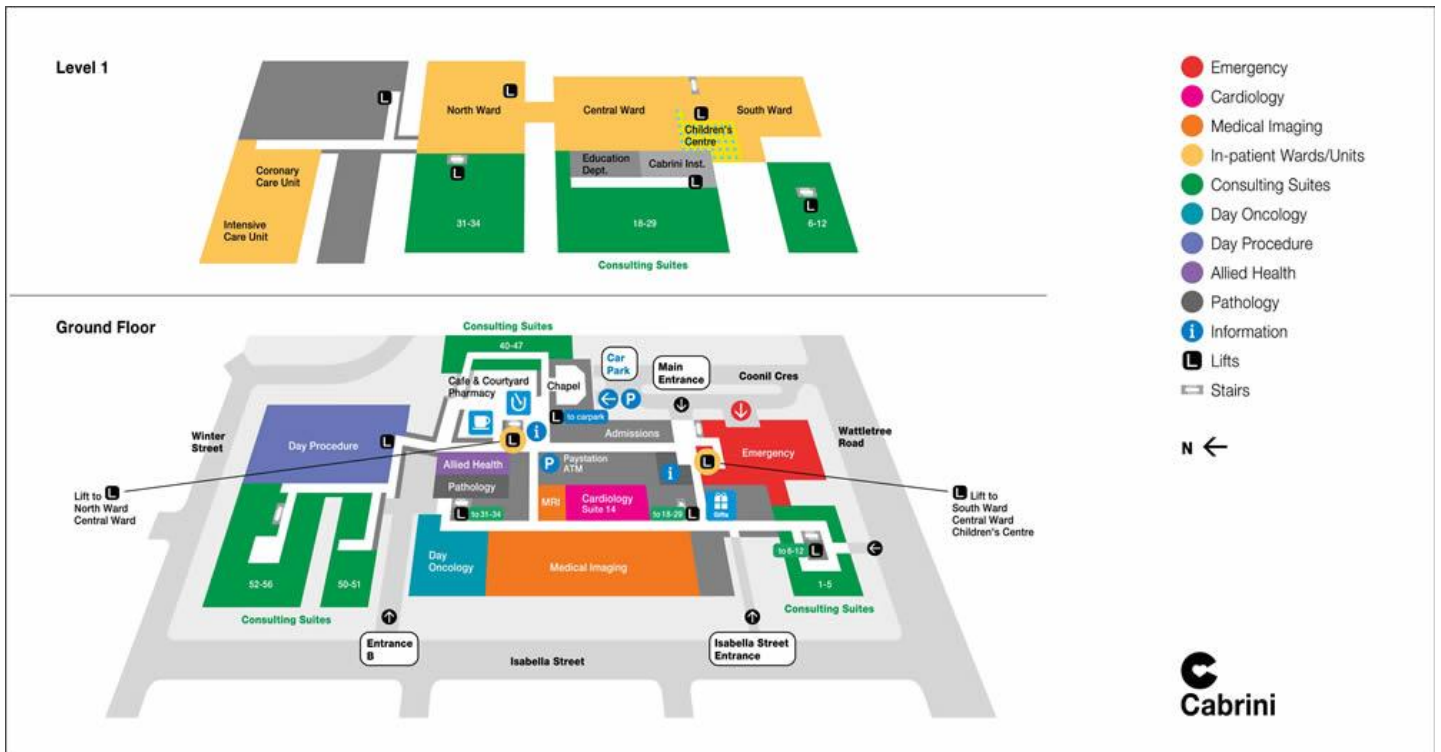 Level 1
North Ward
Central Ward
South Ward
Children's
Centre
Education
Dept.
Cabrini Inst.
Coronary
Care Unit
Intensive
Care Unit
31-34
18-29
6-12
Consulting Suites
Ground Floor
Consulting Suites
40-47
Cafe & Courtyard
Pharmacy
Chapel
Car
Park
P
Main
Entrance
Coonil Cres
L to carpark
Winter
Street
Day Procedure
L
L
i
Admissions
Emergency
Wattletree
Road
Allied Health
Pathology
P
Paystation
ATM
i
L
Lift to L
North Ward
Central Ward
MRI
Cardiology
Suite 14
Gifts
L Lift to
South Ward
Central Ward
Children's Centre
L to 31-34
to 18-29 L
to 6-12 L
Day
Oncology
Medical Imaging
52-56
50-51
1-5
Consulting Suites
Consulting Suites
Entrance
B
Isabella Street
Isabella Street
Entrance
Emergency
Cardiology
Medical Imaging
In-patient Wards/Units
Consulting Suites
Day Oncology
Day Procedure
Allied Health
Pathology
i Information
L Lifts
Stairs
N ←
Cabrini